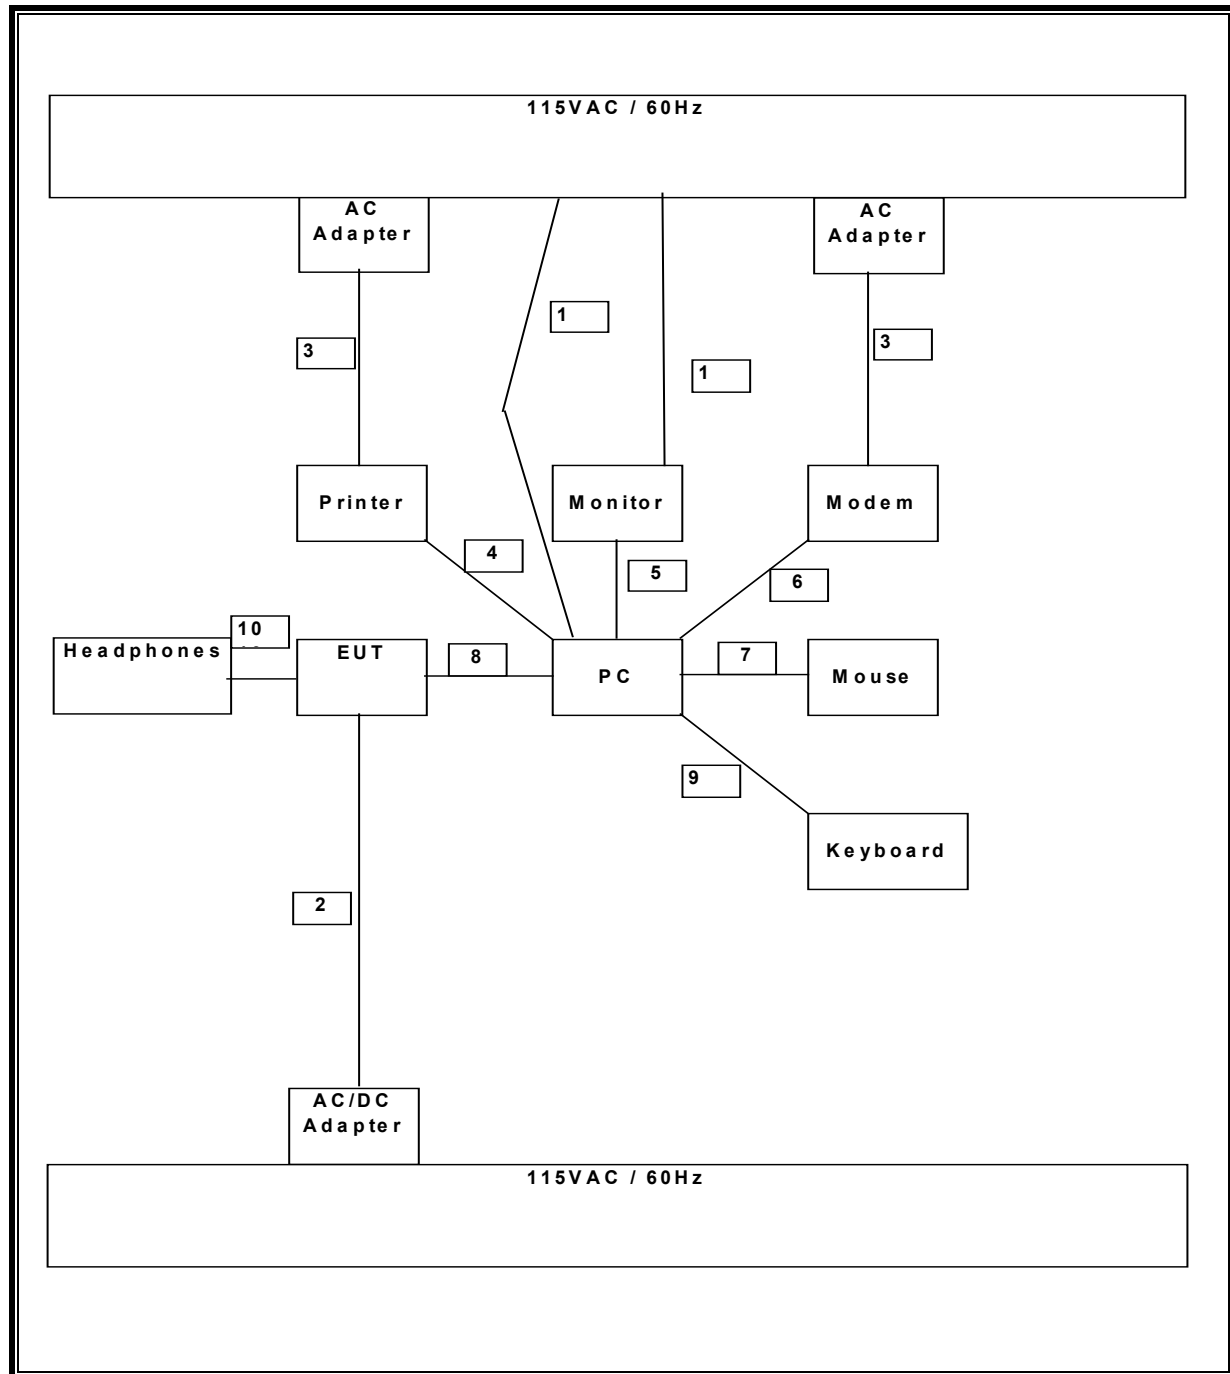 115VAC / 60Hz
AC
Adapter
AC
Adapter
1
3
3
1
Printer
Monitor
Modem
4
5
6
10
Headphones
EUT
8
PC
7
Mouse
9
Keyboard
2
AC/DC
Adapter
115VAC / 60Hz